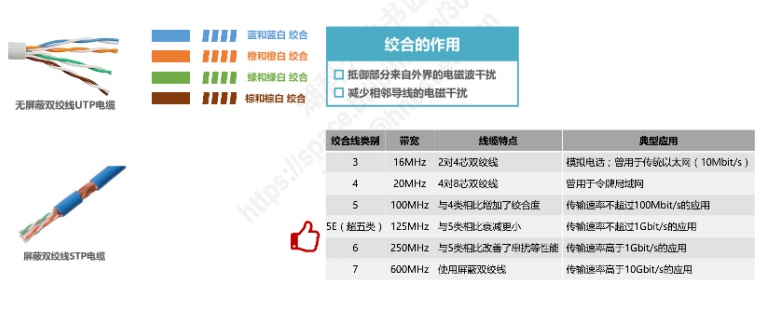 蓝和蓝白 绞合
橙和橙白 绞合
绿和绿白 绞合
棕和棕白 绞合
无屏蔽双绞线UTP电缆
绞合的作用
抵御部分来自外界的电磁波干扰
减少相邻导线的电磁干扰
屏蔽双绞线STP电缆
绞合线类别 带宽 线缆特点 典型应用
3 16MHz 2对4芯双绞线 模拟电话；曾用于传统以太网（10Mbit/s）
4 20MHz 4对8芯双绞线 曾用于令牌局域网
5 100MHz 与4类相比增加了绞合度 传输速率不超过100Mbit/s的应用
5E（超五类） 125MHz 与5类相比衰减更小 传输速率不超过1Gbit/s的应用
6 250MHz 与5类相比改善了串扰等性能 传输速率高于1Gbit/s的应用
7 600MHz 使用屏蔽双绞线 传输速率高于10Gbit/s的应用
https://space.